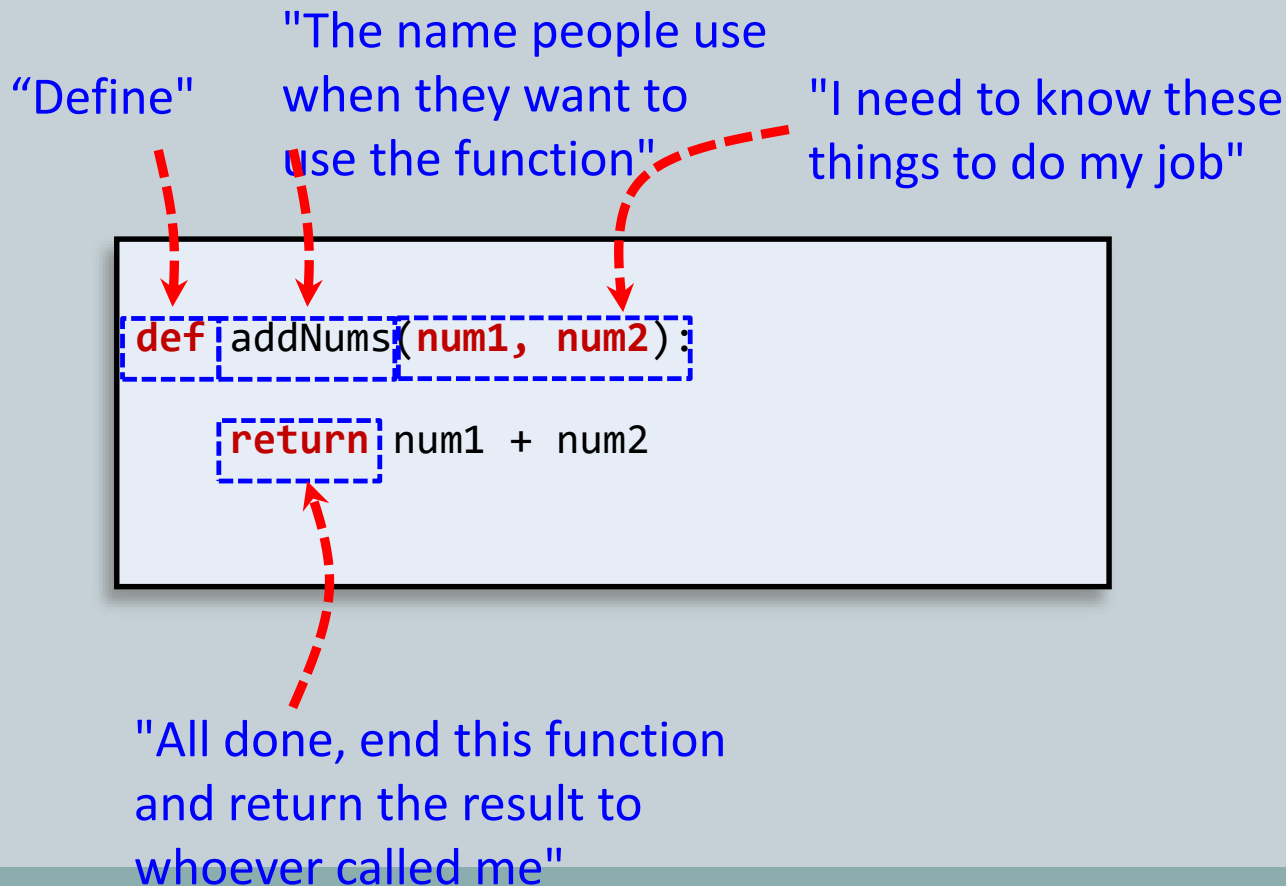 “Define"
"The name people use
when they want to
use the function"
"I need to know these
things to do my job"
def addNums(num1, num2):
return num1 + num2
"All done, end this function
and return the result to
whoever called me"